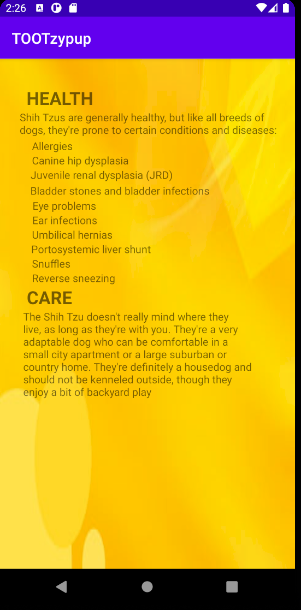 2:26
TOOTzypup
HEALTH
Shih Tzus are generally healthy, but like all breeds of
dogs, they're prone to certain conditions and diseases:
Allergies
Canine hip dysplasia
Juvenile renal dysplasia (JRD)
Bladder stones and bladder infections
Eye problems
Ear infections
Umbilical hernias
Portosystemic liver shunt
Snuffles
Reverse sneezing
CARE
The Shih Tzu doesn't really mind where they
live, as long as they're with you. They're a very
adaptable dog who can be comfortable in a
small city apartment or a large suburban or
country home. They're definitely a housedog and
should not be kenneled outside, though they
enjoy a bit of backyard play